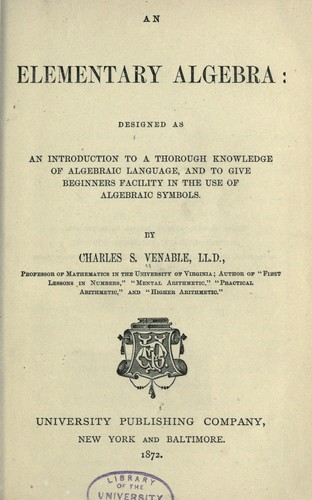 AN
ELEMENTARY ALGEBRA:
DESIGNED AS
AN INTRODUCTION TO A THOROUGH KNOWLEDGE
OF ALGEBRAIC LANGUAGE, AND TO GIVE
BEGINNERS FACILITY IN THE USE OF
ALGEBRAIC SYMBOLS.
BY
CHARLES S. VENABLE, LL.D.,
PROFESSOR OF MATHEMATICS IN THE UNIVERSITY OF VIRGINIA; AUTHOR OF "FIRST
LESSONS IN NUMBERS," "MENTAL ARITHMETIC," "PRACTICAL
ARITHMETIC," AND "HIGHER ARITHMETIC."
UNIVERSITY PUBLISHING COMPANY,
NEW YORK AND BALTIMORE.
1872.
LIBRARY
OF THE
UNIVERSITY